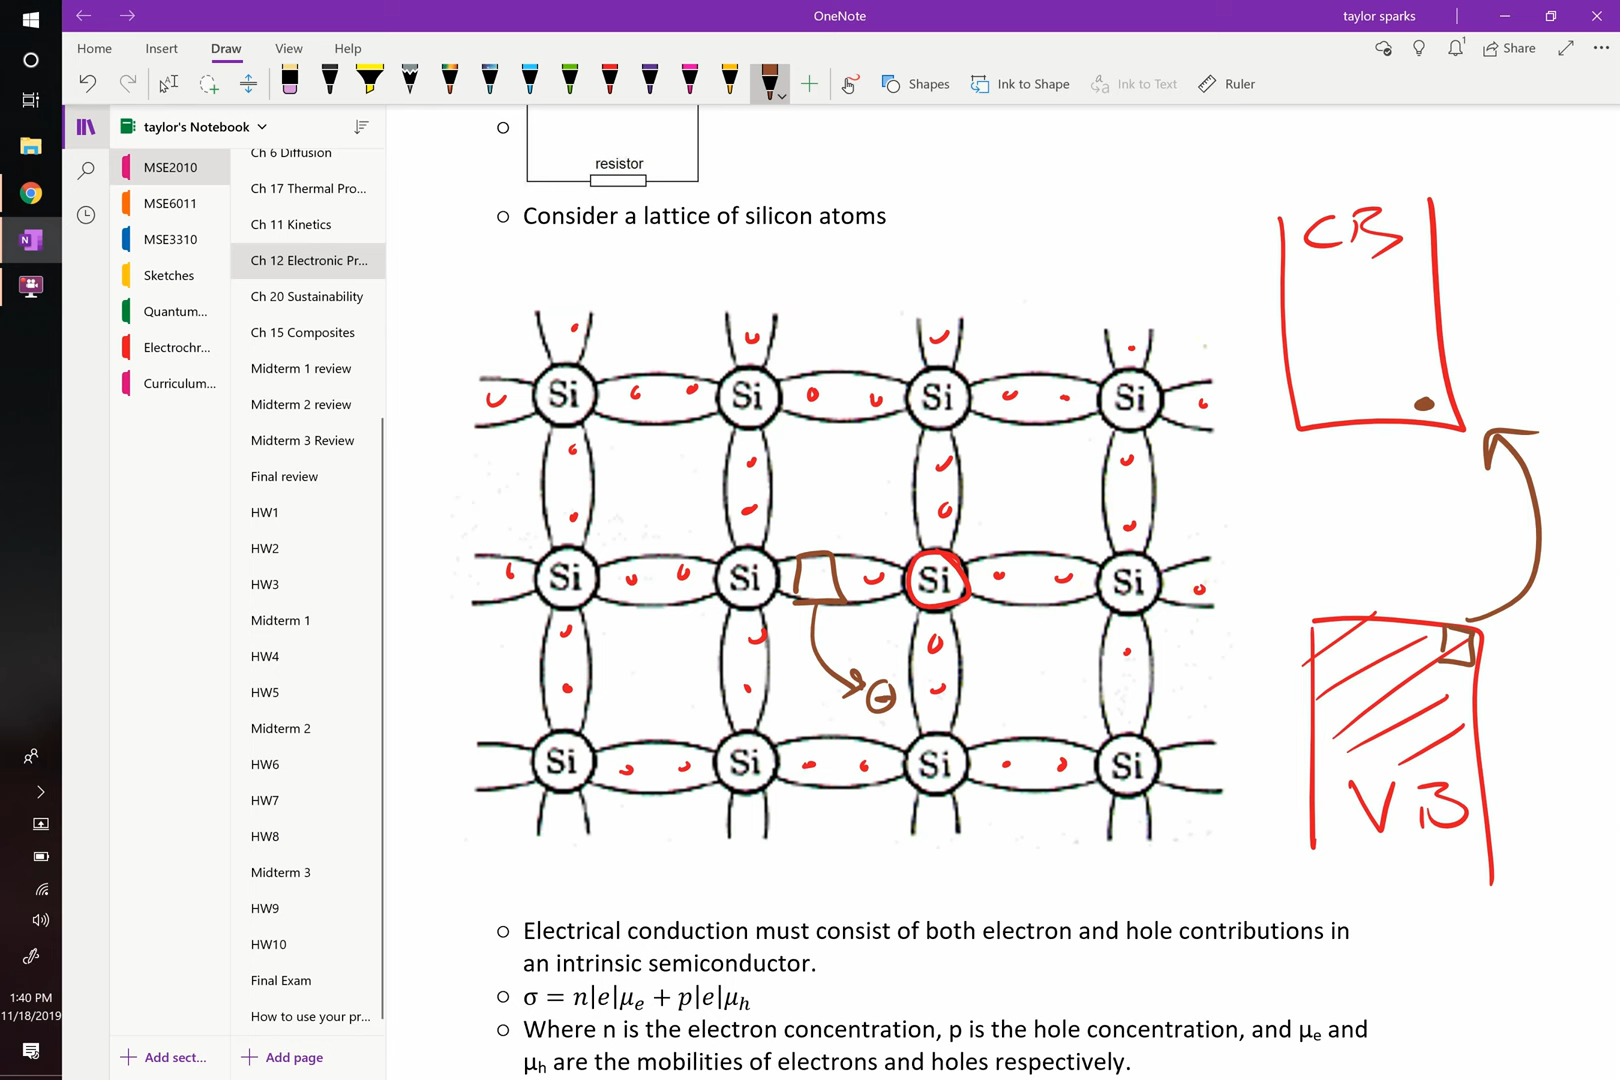 OneNote
taylor sparks
Home Insert Draw View Help
Share
Shapes
Ink to Shape
Ink to Text
Ruler
taylor's Notebook
MSE2010
MSE6011
MSE3310
Sketches
Quantum...
Electrochr...
Curriculum...
Add sect...
Ch 6 Diffusion
Ch 17 Thermal Pro...
Ch 11 Kinetics
Ch 12 Electronic Pr...
Ch 20 Sustainability
Ch 15 Composites
Midterm 1 review
Midterm 2 review
Midterm 3 Review
Final review
HW1
HW2
HW3
Midterm 1
HW4
HW5
Midterm 2
HW6
HW7
HW8
Midterm 3
HW9
HW10
Final Exam
How to use your pr...
Add page
resistor
Consider a lattice of silicon atoms
CB
Si Si Si Si
Si Si Si Si
Si Si Si Si
VB
Electrical conduction must consist of both electron and hole contributions in
an intrinsic semiconductor.
σ = n|e|μₑ + p|e|μₕ
Where n is the electron concentration, p is the hole concentration, and μₑ and
μₕ are the mobilities of electrons and holes respectively.
1:40 PM
11/18/2019